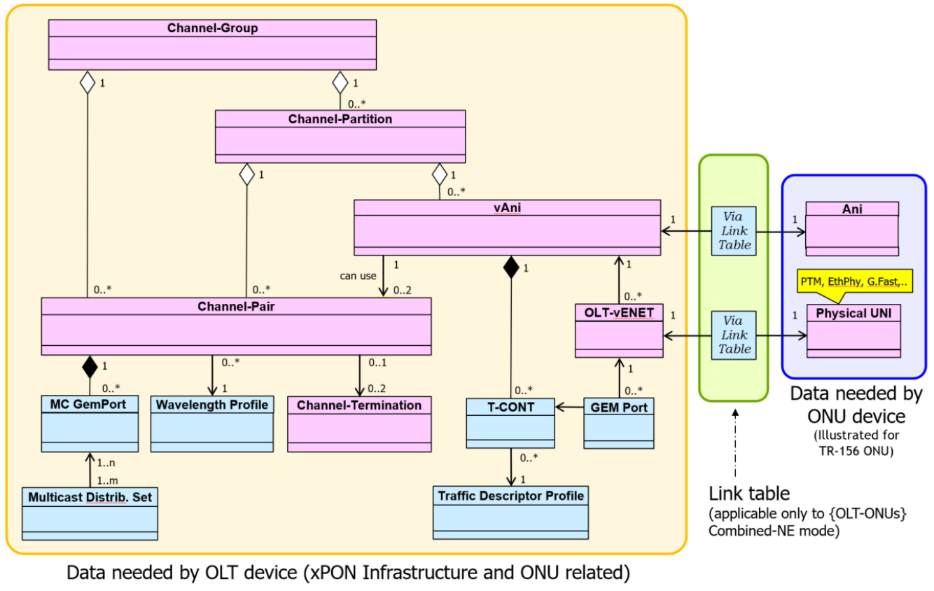 Channel-Group
1
1
0..*
Channel-Partition
1
1
0..*
vAni
1
Via
Link
Table
1
Ani
can use
1
0..2
1
1
0..*
0..*
0..*
PTM, EthPhy, G.Fast,..
Channel-Pair
OLT-vENET
1
Via
Link
Table
1
Physical UNI
1
0..*
0..*
1
0..1
0..2
1
0..*
0..*
MC GemPort
Wavelength Profile
Channel-Termination
T-CONT
GEM Port
Data needed by
ONU device
(Illustrated for
TR-156 ONU)
1..n
1..m
0..*
1
Multicast Distrib. Set
Traffic Descriptor Profile
Link table
(applicable only to {OLT-ONUs}
Combined-NE mode)
Data needed by OLT device (xPON Infrastructure and ONU related)